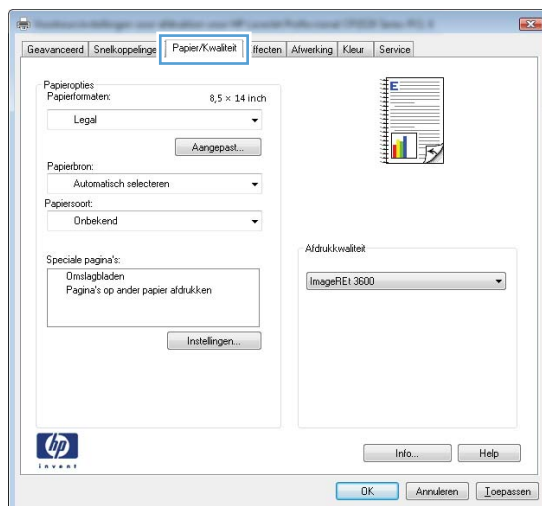 Geavanceerd Snelkoppelinge Papier/Kwaliteit ffecten Afwerking Kleur Service
Papieropties
Papierformaten: 8,5 × 14 inch
Legal
Aangepast...
Papierbron:
Automatisch selecteren
Papiersoort:
Onbekend
Speciale pagina's:
Omslagbladen
Pagina's op ander papier afdrukken
Instellingen...
E
Afdrukkwaliteit
ImageREt 3600
hp
invent
Info... Help
OK Annuleren Toepassen